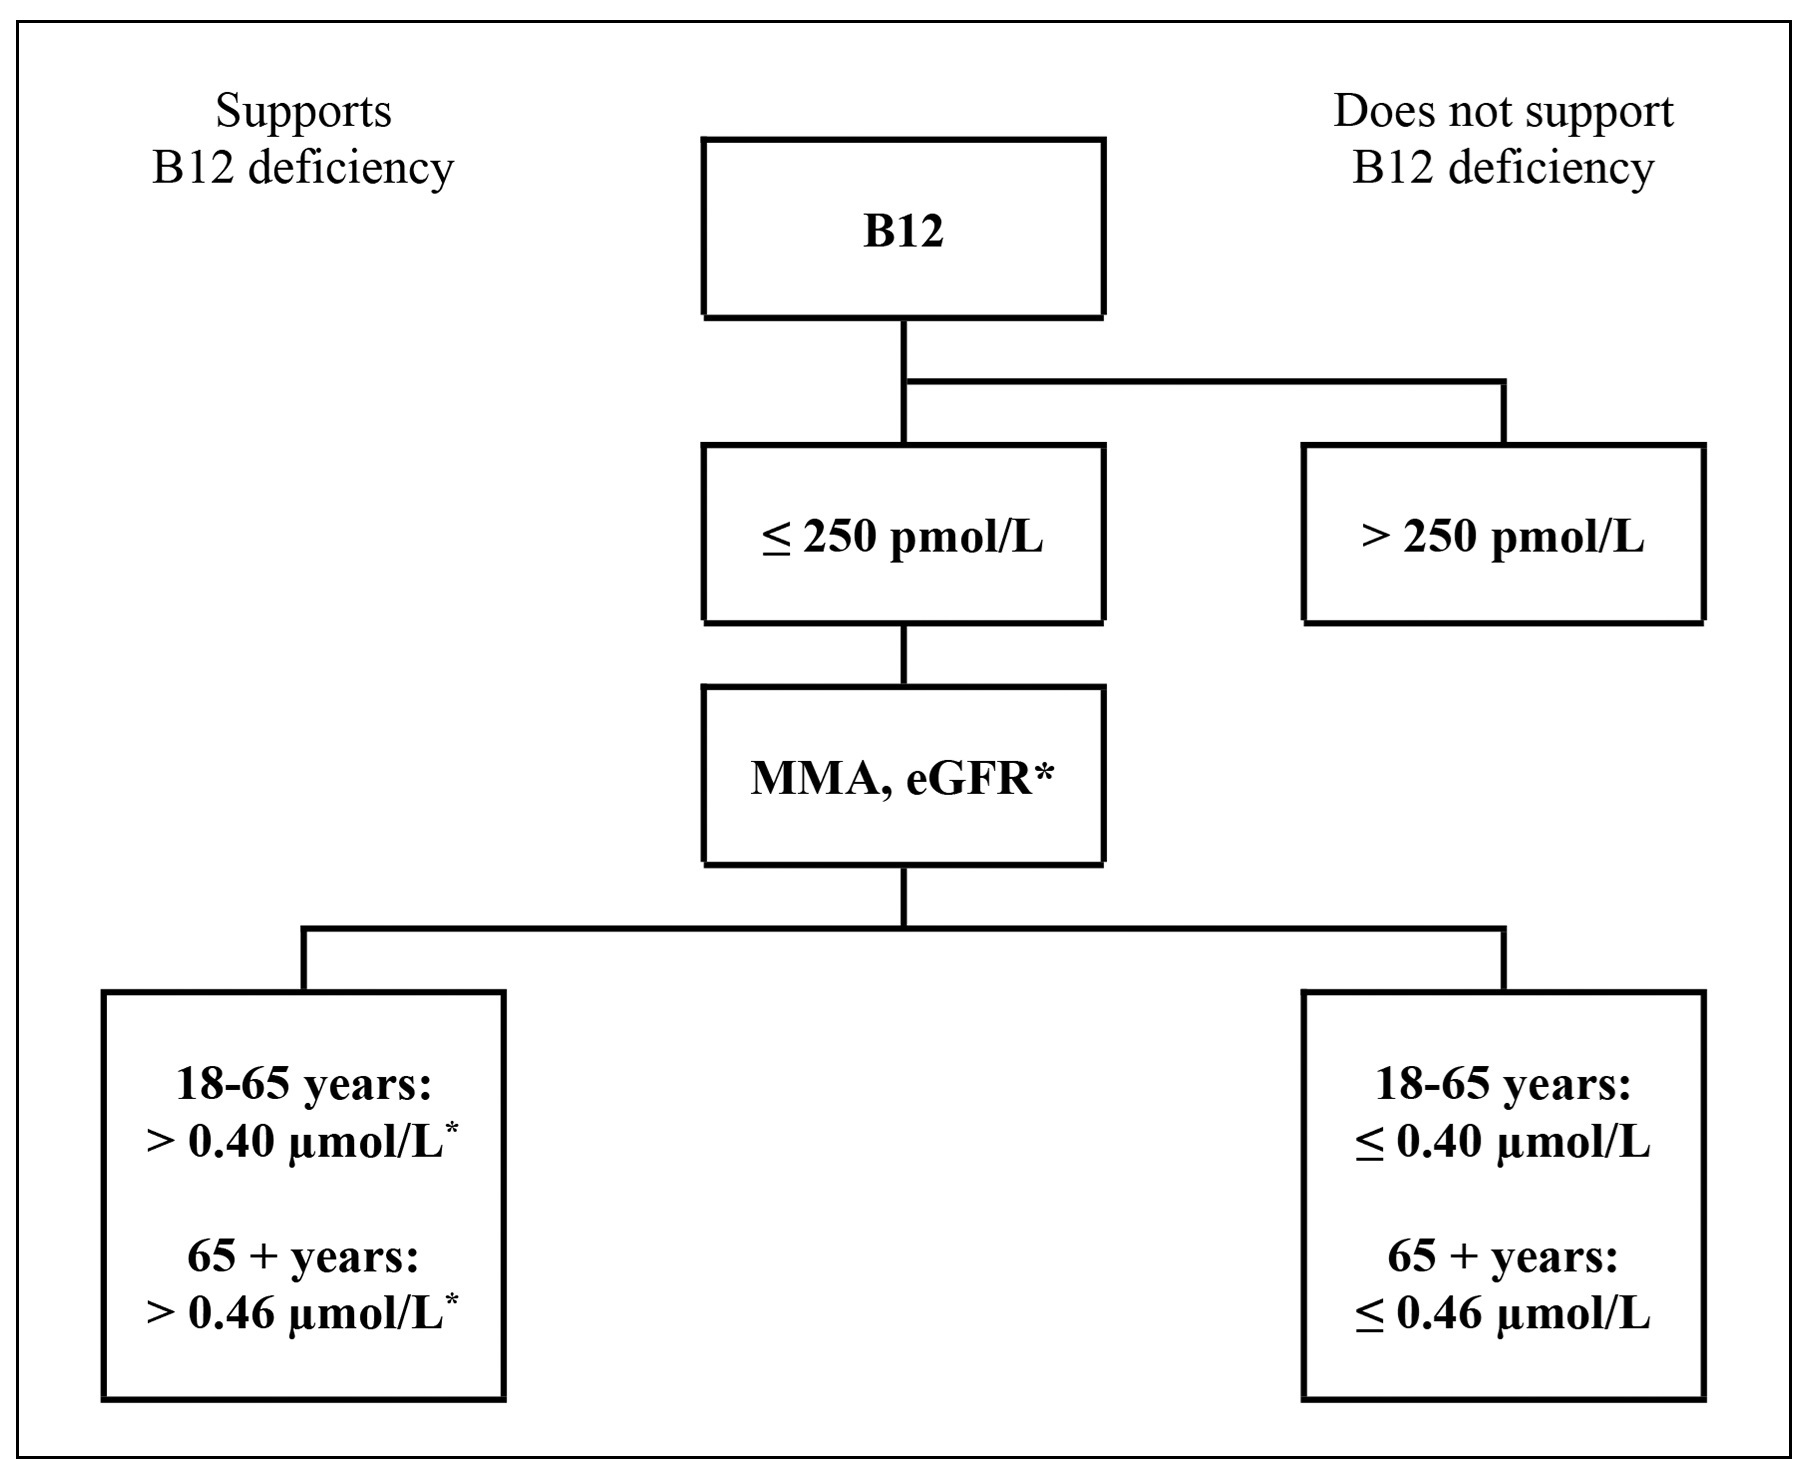 Supports
B12 deficiency
Does not support
B12 deficiency
B12
≤ 250 pmol/L
> 250 pmol/L
MMA, eGFR*
18-65 years:
> 0.40 µmol/L*
65 + years:
> 0.46 µmol/L*
18-65 years:
≤ 0.40 µmol/L
65 + years:
≤ 0.46 µmol/L